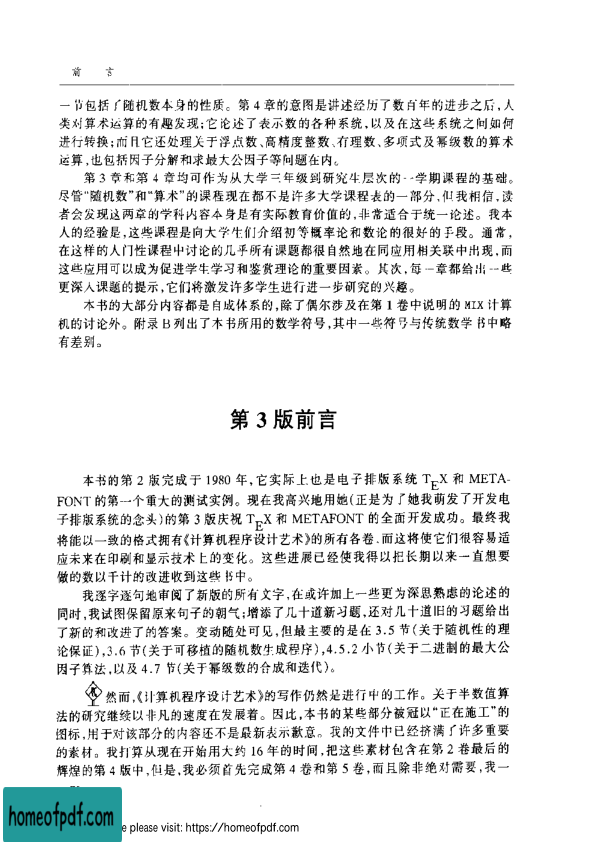 前 言
一节包括了随机数本身的性质。第 4 章的意图是讲述经历了数百年的进步之后,人
类对算术运算的有趣发现;它论述了表示数的各种系统,以及在这些系统之间如何
进行转换;而且它还处理关于浮点数、高精度整数、有理数、多项式及幂级数的算术
运算,也包括因子分解和求最大公因子等问题在内。
第 3 章和第 4 章均可作为从大学三年级到研究生层次的一学期课程的基础。
尽管“随机数”和“算术”的课程现在都不是许多大学课程表的一部分,但我相信,读
者会发现这两章的学科内容本身是有实际教育价值的,非常适合于统一论述。我本
人的经验是,这些课程是向大学生们介绍初等概率论和数论的很好的手段。通常,
在这样的入门性课程中讨论的几乎所有课题都很自然地在同应用相关联中出现,而
这些应用可以成为促进学生学习和鉴赏理论的重要因素。其次,每一章都给出一些
更深入课题的提示,它们将激发许多学生进行进一步研究的兴趣。
本书的大部分内容都是自成体系的,除了偶尔涉及在第 1 卷中说明的 MIX 计算
机的讨论外。附录 B 列出了本书所用的数学符号,其中一些符号与传统数学书中略
有差别。
第 3 版前言
本书的第 2 版完成于 1980 年,它实际上也是电子排版系统 TEX 和 META-
FONT 的第一个重大的测试实例。现在我高兴地用她(正是为了她我萌发了开发电
子排版系统的念头)的第 3 版庆祝 TEX 和 METAFONT 的全面开发成功。最终我
将能以一致的格式拥有《计算机程序设计艺术》的所有各卷,而这将使它们很容易适
应未来在印刷和显示技术上的变化。这些进展已经使我得以把长期以来一直想要
做的数以千计的改进收到这些书中。
我逐字逐句地审阅了新版的所有文字,在或许加上一些更为深思熟虑的论述的
同时,我试图保留原来句子的朝气;增添了几十道新习题,还对几十道旧的习题给出
了新的和改进了的答案。变动随处可见,但最主要的是在 3.5 节(关于随机性的理
论保证),3.6 节(关于可移植的随机数生成程序),4.5.2 小节(关于二进制的最大公
因子算法,以及 4.7 节(关于幂级数的合成和迭代)。
然而,《计算机程序设计艺术》的写作仍然是进行中的工作。关于半数值算
法的研究继续以非凡的速度在发展着。因此,本书的某些部分被冠以“正在施工”的
图标,用于对该部分的内容还不是最新表示歉意。我的文件中已经挤满了许多重要
的素材。我打算从现在开始用大约 16 年的时间,把这些素材包含在第 2 卷最后的
辉煌的第 4 版中,但是,我必须首先完成第 4 卷和第 5 卷,而且除非绝对需要,我一
homeofpdf.com
e please visit: https://homeofpdf.com